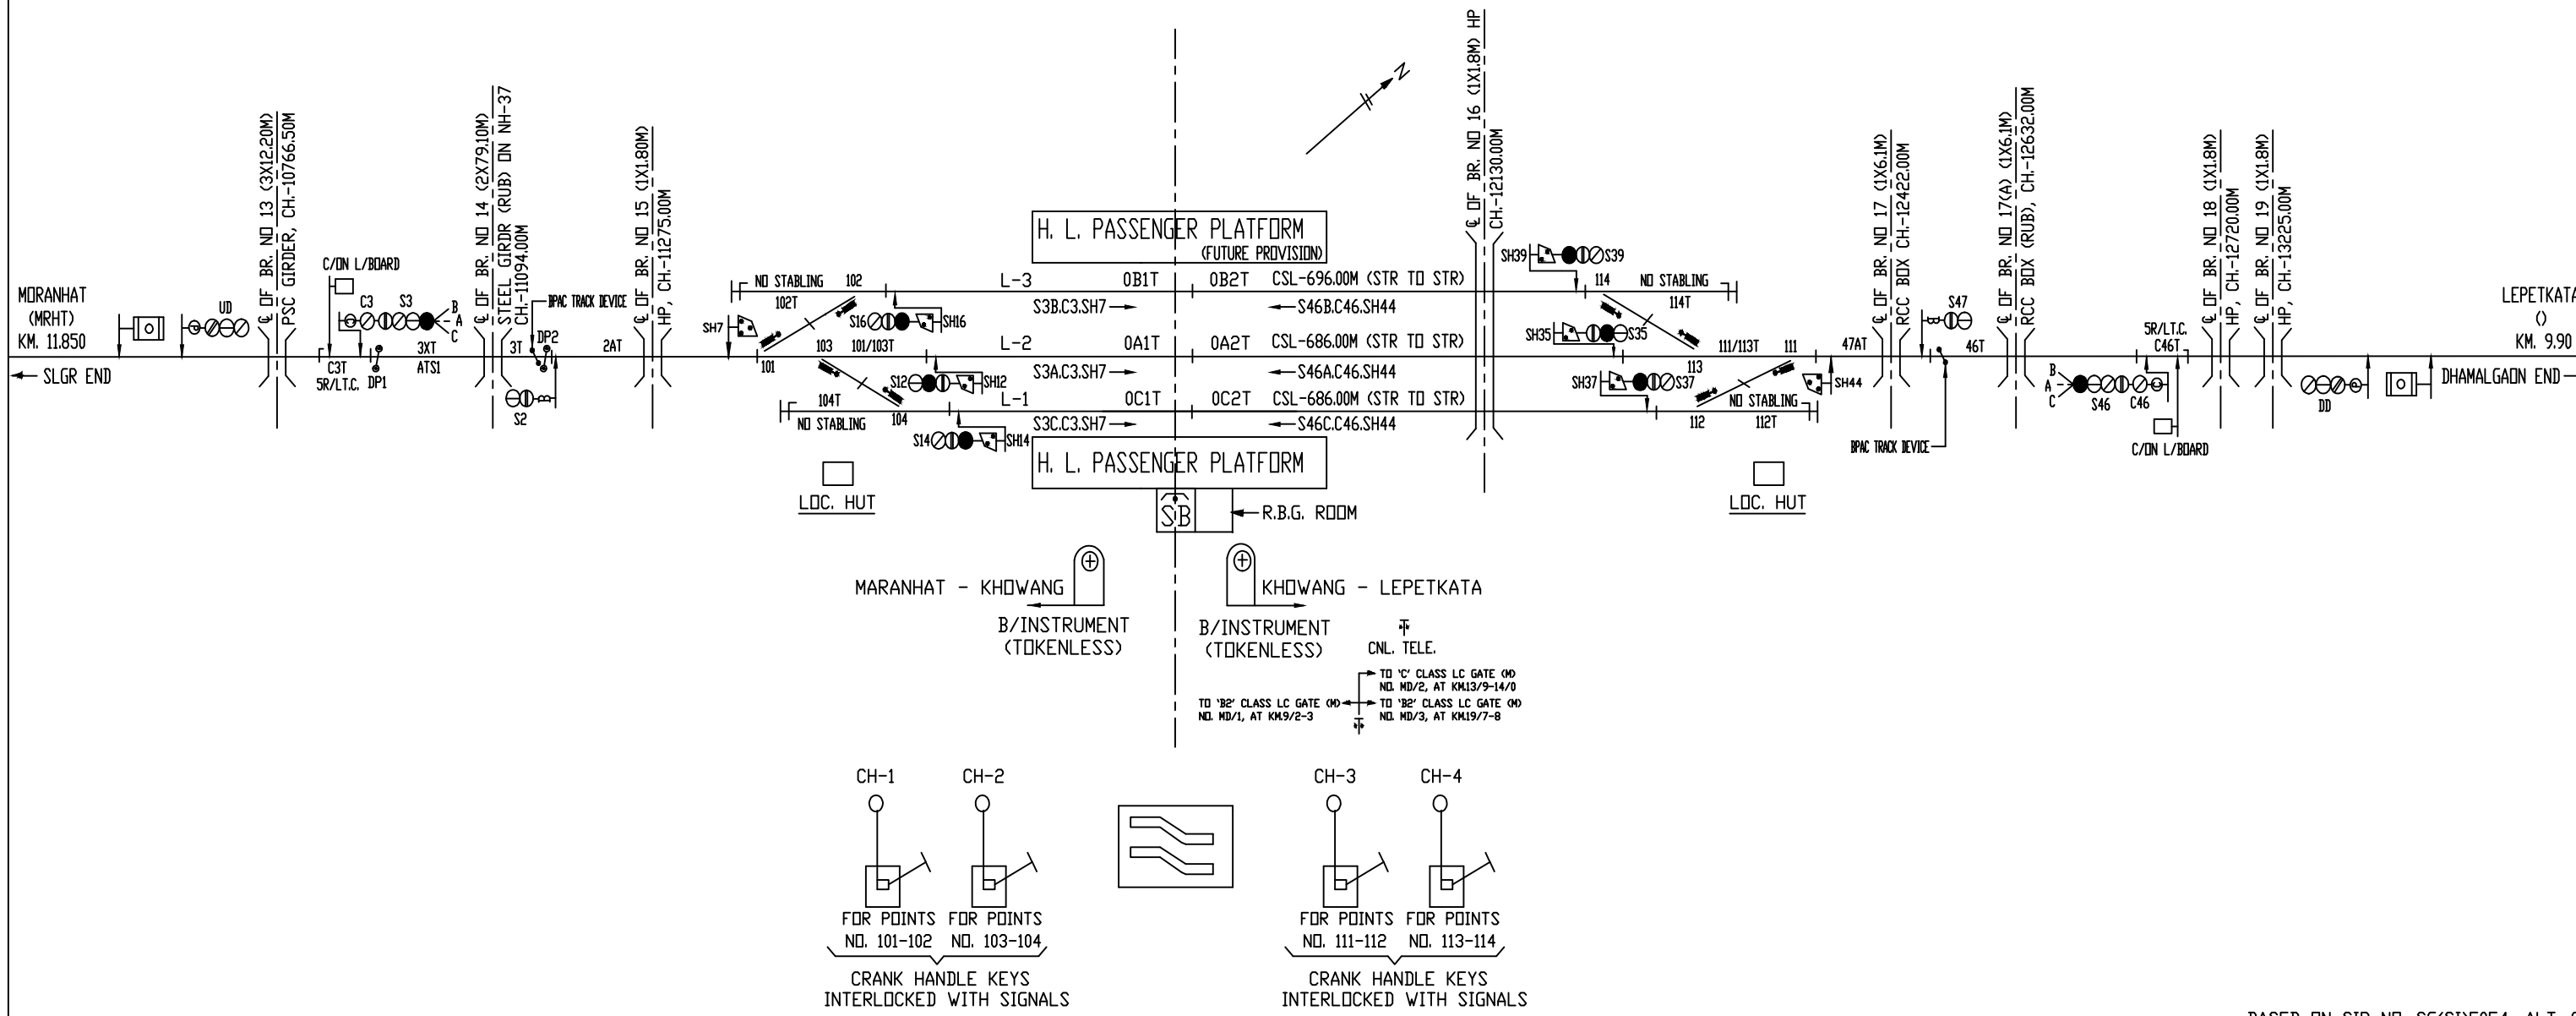 MORANHAT
(MRHT)
KM. 11.850
SLGR END
UD
℄ OF BR. NO 13 (3X12.20M)
PSC GIRDER, CH.-10766.50M
C/ON L/BOARD
C3
S3
B
A
C
C3T
5R/LT.C.
DP1
3XT
ATS1
℄ OF BR. NO 14 (2X79.10M)
STEEL GIRDR (RUB) ON NH-37
CH.-11094.00M
3T
DP2
BPAC TRACK DEVICE
S2
2AT
℄ OF BR. NO 15 (1X1.80M)
HP, CH.-11275.00M
SH7
NO STABLING
102
102T
101
103
101/103T
S16
SH16
S12
SH12
104T
NO STABLING
104
S14
SH14
H. L. PASSENGER PLATFORM
(FUTURE PROVISION)
L-3
0B1T
0B2T
CSL-696.00M (STR TO STR)
S3B.C3.SH7
S46B.C46.SH44
L-2
0A1T
0A2T
CSL-686.00M (STR TO STR)
S3A.C3.SH7
S46A.C46.SH44
L-1
0C1T
0C2T
CSL-686.00M (STR TO STR)
S3C.C3.SH7
S46C.C46.SH44
H. L. PASSENGER PLATFORM
SB
R.B.G. ROOM
N
℄ OF BR. NO 16 (1X1.8M) HP
CH.-12130.00M
SH39
S39
114
NO STABLING
114T
SH35
S35
113
111/113T
111
SH37
S37
SH44
NO STABLING
112
112T
47AT
℄ OF BR. NO 17 (1X6.1M)
RCC BOX CH.-12422.00M
S47
B
46T
BPAC TRACK DEVICE
℄ OF BR. NO 17(A) (1X6.1M)
RCC BOX (RUB), CH.-12632.00M
B
A
C
S46
C46
5R/LT.C.
C46T
C/ON L/BOARD
℄ OF BR. NO 18 (1X1.8M)
HP, CH.-12720.00M
℄ OF BR. NO 19 (1X1.8M)
HP, CH.-13225.00M
DD
LEPETKATA
()
KM. 9.90
DHAMALGAON END
LOC. HUT
LOC. HUT
MARANHAT - KHOWANG
B/INSTRUMENT
(TOKENLESS)
KHOWANG - LEPETKATA
B/INSTRUMENT
(TOKENLESS)
CNL. TELE.
TO 'C' CLASS LC GATE (M)
NO. MD/2, AT KM.13/9-14/0
TO 'B2' CLASS LC GATE (M)
NO. MD/1, AT KM.9/2-3
TO 'B2' CLASS LC GATE (M)
NO. MD/3, AT KM.19/7-8
CH-1
CH-2
FOR POINTS
NO. 101-102
FOR POINTS
NO. 103-104
CRANK HANDLE KEYS
INTERLOCKED WITH SIGNALS
CH-3
CH-4
FOR POINTS
NO. 111-112
FOR POINTS
NO. 113-114
CRANK HANDLE KEYS
INTERLOCKED WITH SIGNALS